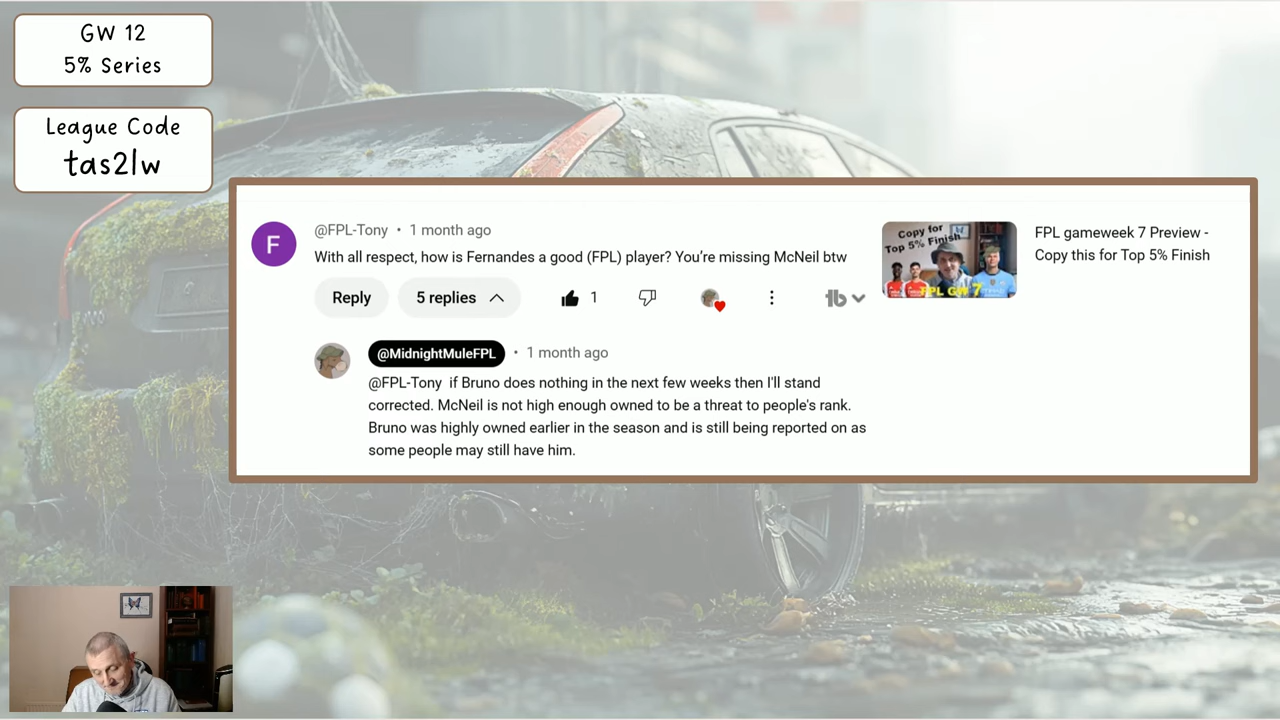 GW 12
5% Series
League Code
tas2lw
F
@FPL-Tony • 1 month ago
With all respect, how is Fernandes a good (FPL) player? You're missing McNeil btw
Reply
5 replies
1
Copy for
Top 5% Finish
FPL GW 7
FPL gameweek 7 Preview -
Copy this for Top 5% Finish
@MidnightMuleFPL • 1 month ago
@FPL-Tony if Bruno does nothing in the next few weeks then I'll stand
corrected. McNeil is not high enough owned to be a threat to people's rank.
Bruno was highly owned earlier in the season and is still being reported on as
some people may still have him.